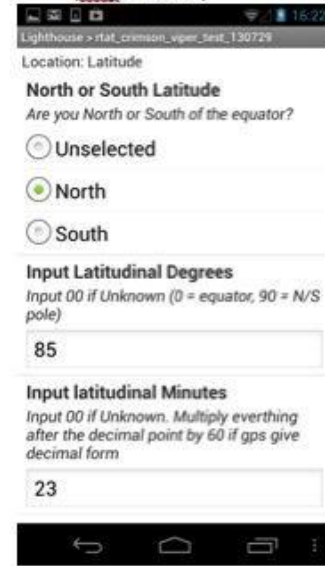 16:22
Lighthouse > rtat_crimson_viper_test_130729
Location: Latitude
North or South Latitude
Are you North or South of the equator?
Unselected
North
South
Input Latitudinal Degrees
Input 00 if Unknown (0 = equator, 90 = N/S
pole)
85
Input latitudinal Minutes
Input 00 if Unknown. Multiply everthing
after the decimal point by 60 if gps give
decimal form
23